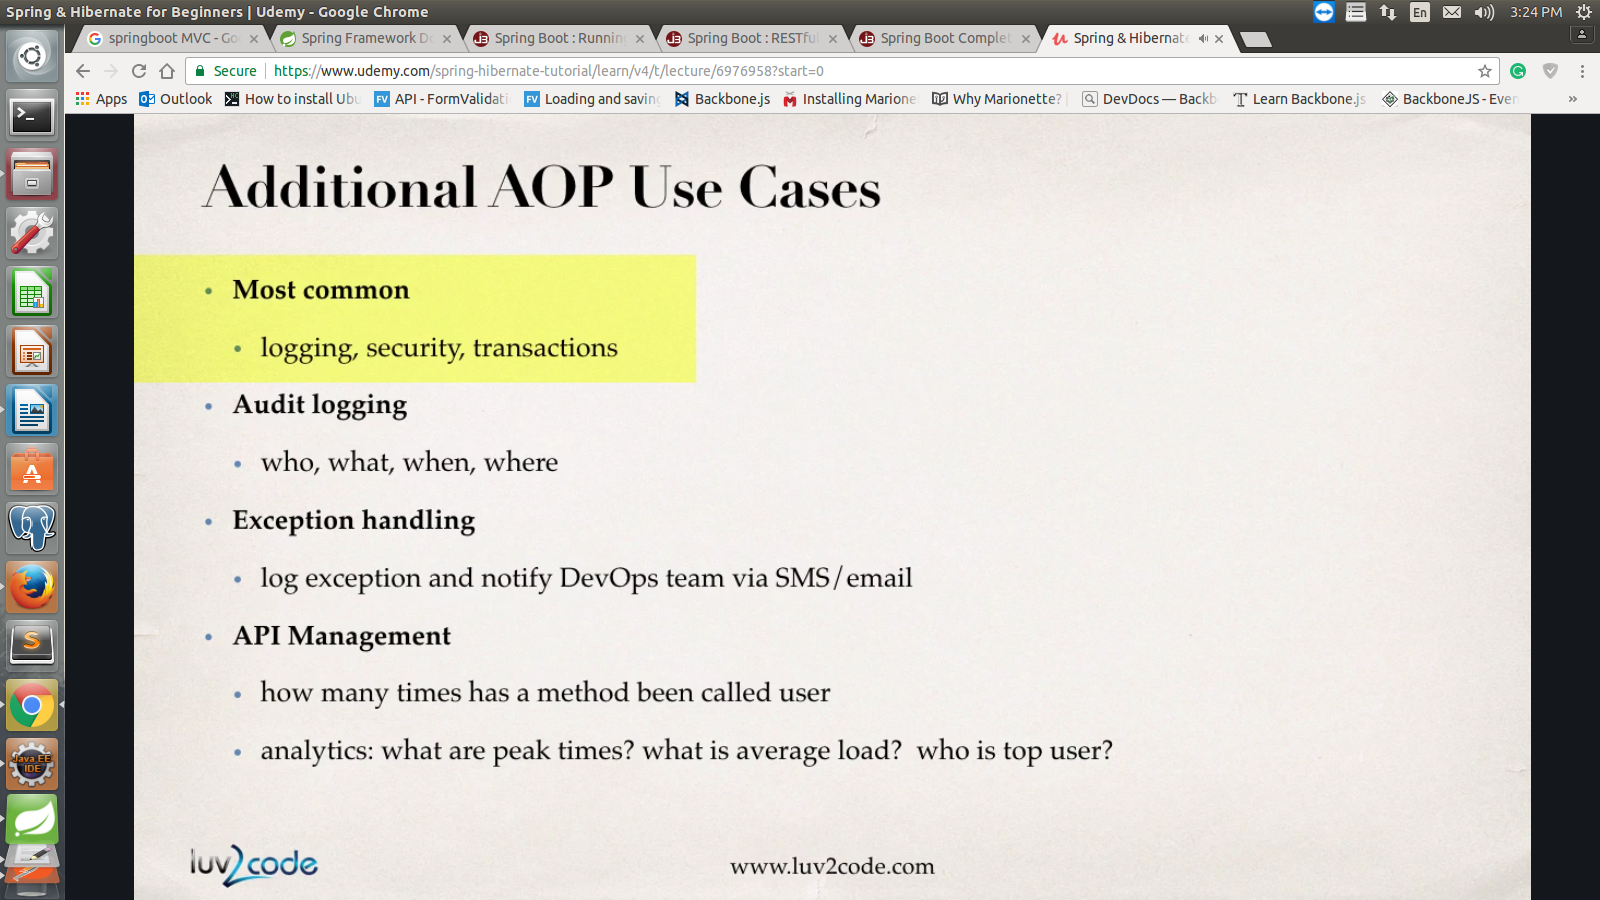 Spring & Hibernate for Beginners | Udemy - Google Chrome
En
3:24 PM
springboot MVC - Go
Spring Framework D
Spring Boot : Runnin
Spring Boot : RESTfu
Spring Boot Complet
Spring & Hibernate
Secure
https://www.udemy.com/spring-hibernate-tutorial/learn/v4/t/lecture/6976958?start=0
Apps
Outlook
How to install Ubu
FV API - FormValidati
FV Loading and saving
Backbone.js
Installing Marione
Why Marionette?
DevDocs — Backb
Learn Backbone.js
BackboneJS - Even
»
Additional AOP Use Cases
• Most common
• logging, security, transactions
• Audit logging
• who, what, when, where
• Exception handling
• log exception and notify DevOps team via SMS/email
• API Management
• how many times has a method been called user
• analytics: what are peak times? what is average load? who is top user?
Java EE
IDE
luv2code
www.luv2code.com